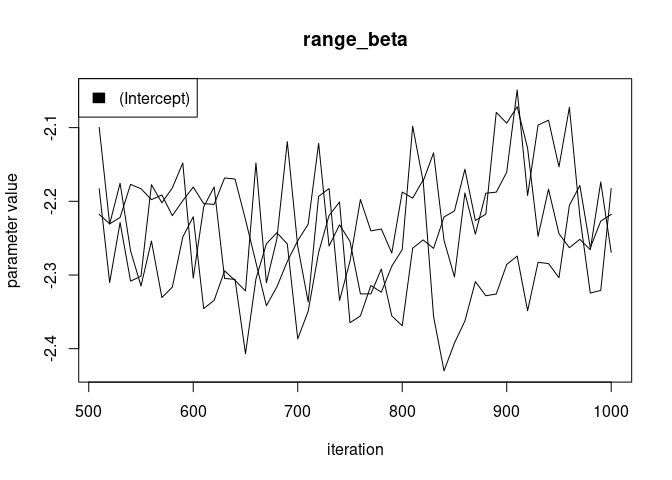 range_beta
(Intercept)
parameter value
-2.1
-2.2
-2.3
-2.4
500 600 700 800 900 1000
iteration